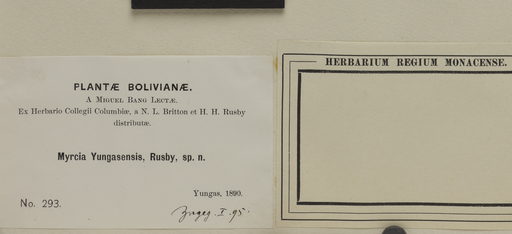 PLANTÆ BOLIVIANÆ.
A MIGUEL BANG LECTÆ.
Ex Herbario Collegii Columbiæ, a N. L. Britton et H. H. Rusby
distributæ.
Myrcia Yungasensis, Rusby, sp. n.
Yungas, 1890.
No. 293.
I. 95.
HERBARIUM REGIUM MONACENSE.